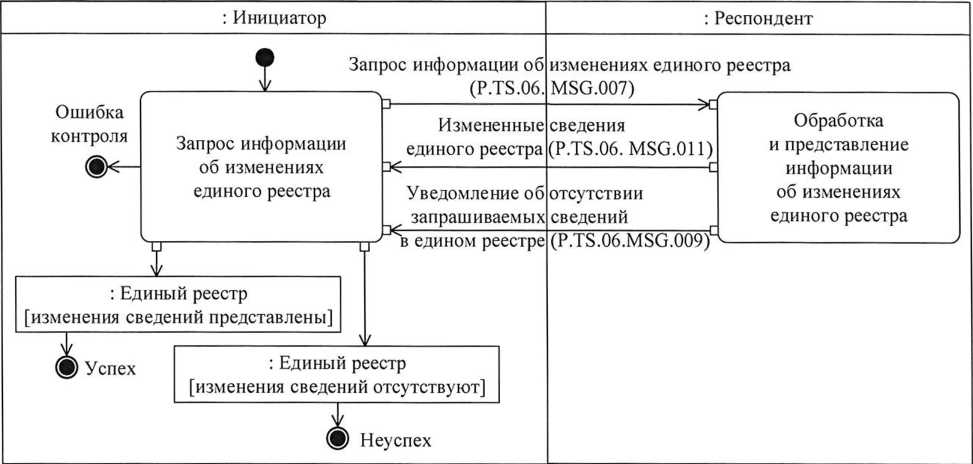 : Инициатор
: Респондент
Запрос информации об изменениях единого реестра
(P.TS.06. MSG.007)
Ошибка
контроля
Запрос информации
об изменениях
единого реестра
Измененные сведения
единого реестра (P.TS.06. MSG.011)
Уведомление об отсутствии
запрашиваемых сведений
в едином реестре (P.TS.06.MSG.009)
Обработка
и представление
информации
об изменениях
единого реестра
: Единый реестр
[изменения сведений представлены]
Успех
: Единый реестр
[изменения сведений отсутствуют]
Неуспех